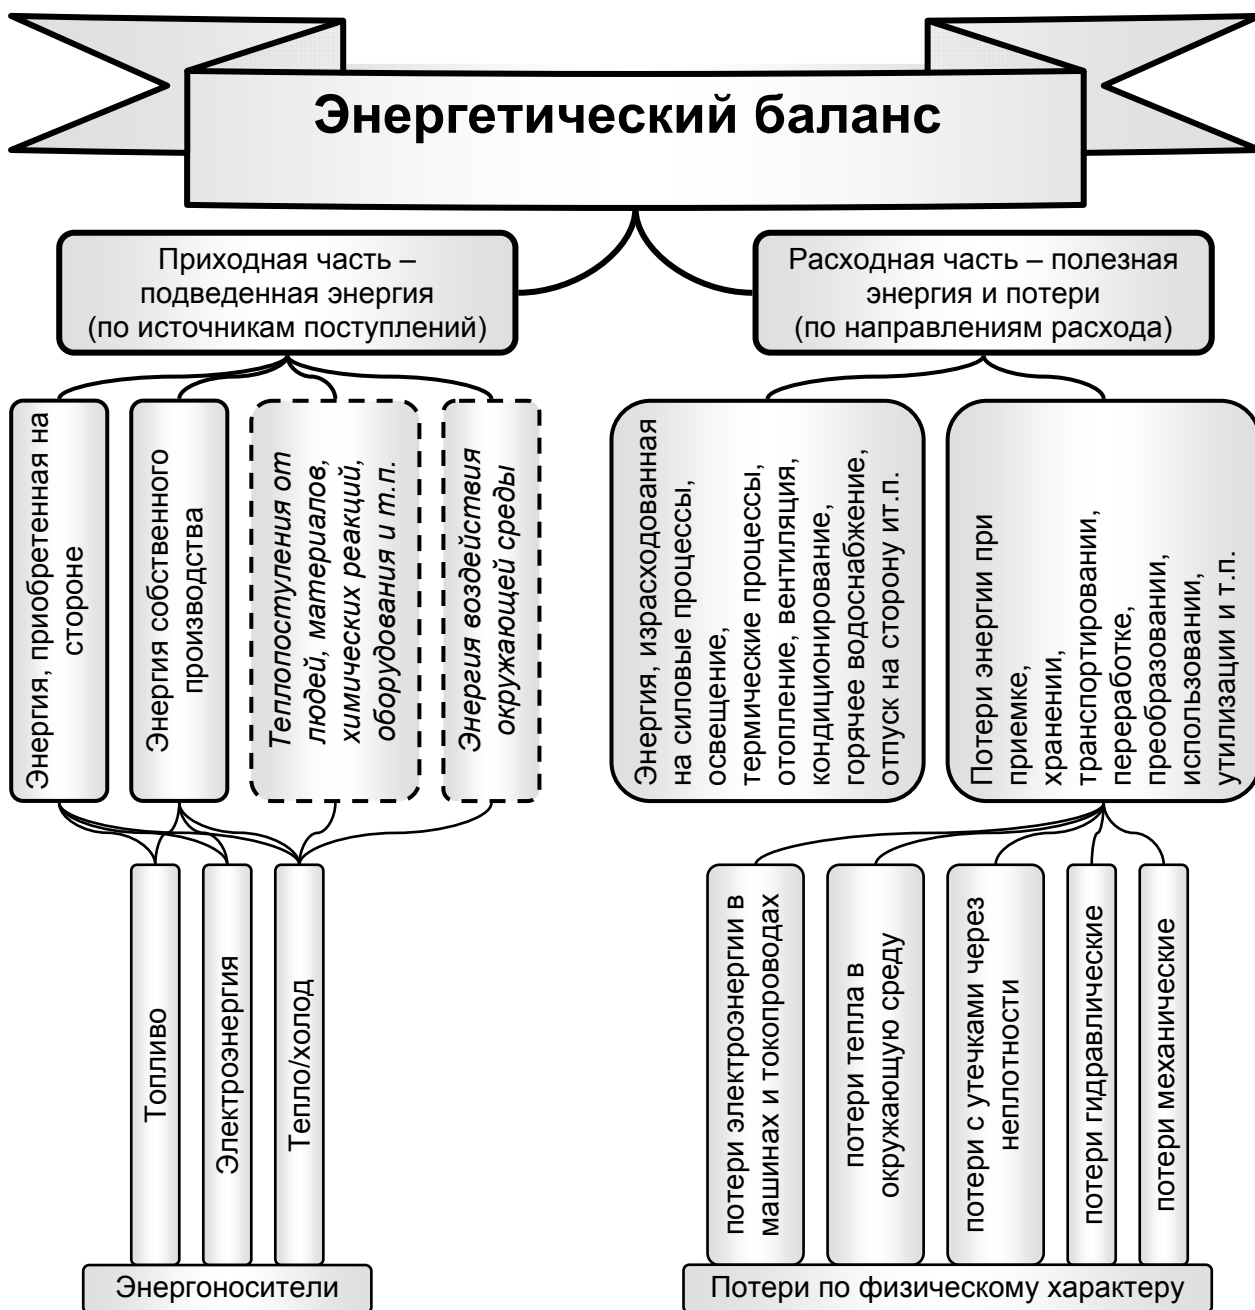 Энергетический баланс
Приходная часть –
подведенная энергия
(по источникам поступлений)
Расходная часть – полезная
энергия и потери
(по направлениям расхода)
Энергия, приобретенная на
стороне
Энергия собственного
производства
Теплопоступления от
людей, материалов,
химических реакций,
оборудования и т.п.
Энергия воздействия
окружающей среды
Энергия, израсходованная
на силовые процессы,
освещение,
термические процессы,
отопление, вентиляция,
кондиционирование,
горячее водоснабжение,
отпуск на сторону ит.п.
Потери энергии при
приемке,
хранении,
транспортировании,
переработке,
преобразовании,
использовании,
утилизации и т.п.
Топливо
Электроэнергия
Тепло/холод
Энергоносители
потери электроэнергии в
машинах и токопроводах
потери тепла в
окружающую среду
потери с утечками через
неплотности
потери гидравлические
потери механические
Потери по физическому характеру